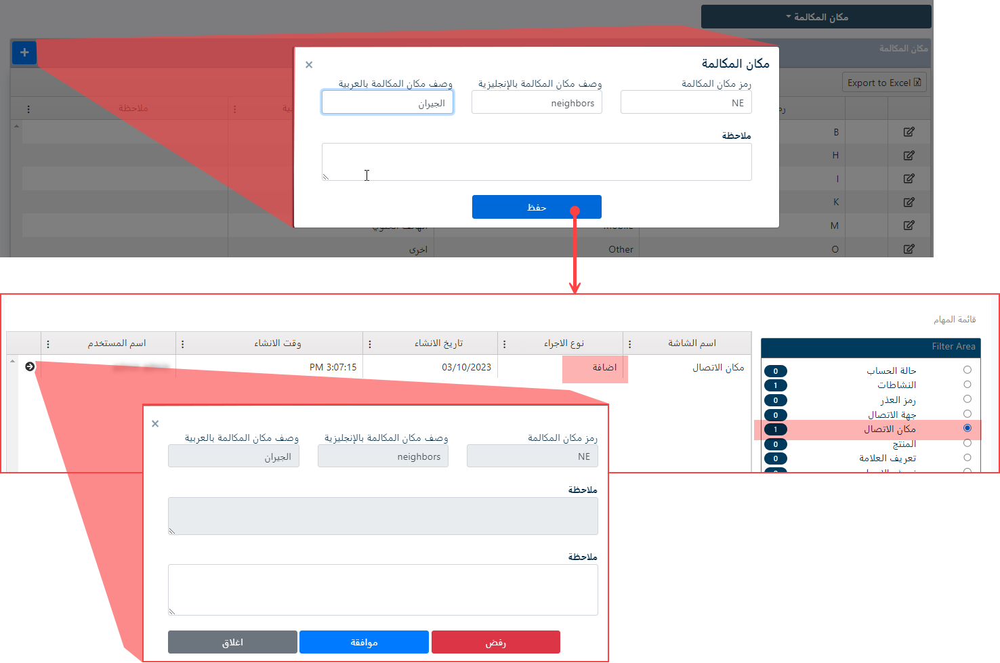 مكان المكالمة
مكان المكالمة
+
Export to Excel
ملاحظة
B
H
I
K
M
O
Other
اخرى
مكان المكالمة
×
رمز مكان المكالمة
وصف مكان المكالمة بالإنجليزية
وصف مكان المكالمة بالعربية
NE
neighbors
الجيران
ملاحظة
حفظ
قائمة المهام
Filter Area
حالة الحساب 0
النشاطات 1
رمز العذر 0
جهة الاتصال 0
مكان الاتصال 1
المنتج 0
تعريف العلامة 0
اسم الشاشة
نوع الاجراء
تاريخ الانشاء
وقت الانشاء
اسم المستخدم
مكان الاتصال
اضافة
03/10/2023
3:07:15 PM
×
رمز مكان المكالمة
وصف مكان المكالمة بالإنجليزية
وصف مكان المكالمة بالعربية
NE
neighbors
الجيران
ملاحظة
ملاحظة
رفض
موافقة
اغلاق